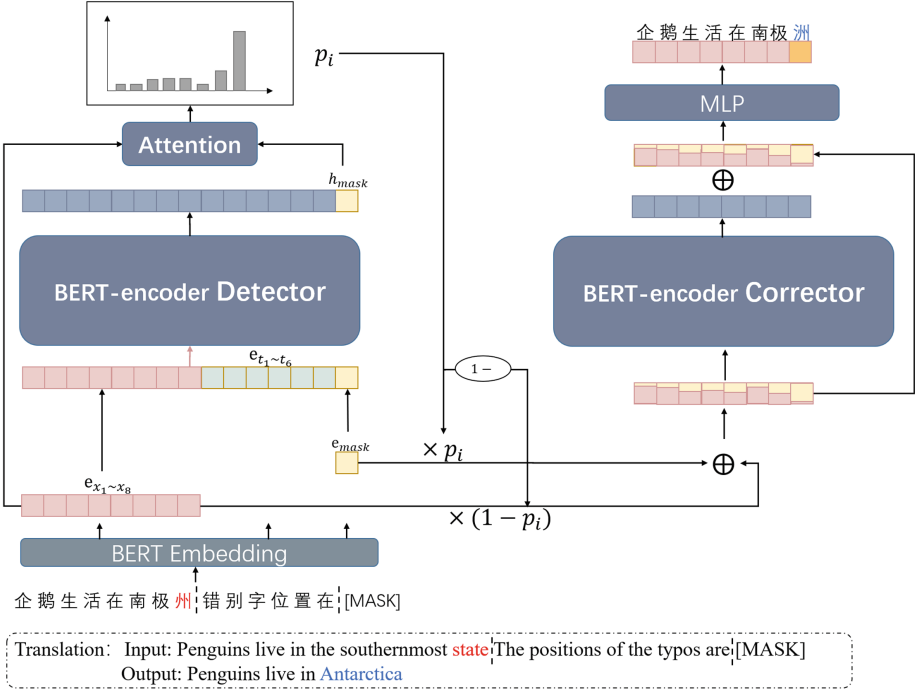 p_i
Attention
h_mask
BERT-encoder Detector
e_{t_1~t_6}
e_mask
e_{x_1~x_8}
BERT Embedding
企鹅生活在南极州 错别字位置在 [MASK]
1 −
× p_i
× (1 − p_i)
企鹅生活在南极洲
MLP
⊕
BERT-encoder Corrector
⊕
Translation: Input: Penguins live in the southernmost state The positions of the typos are [MASK]
Output: Penguins live in Antarctica